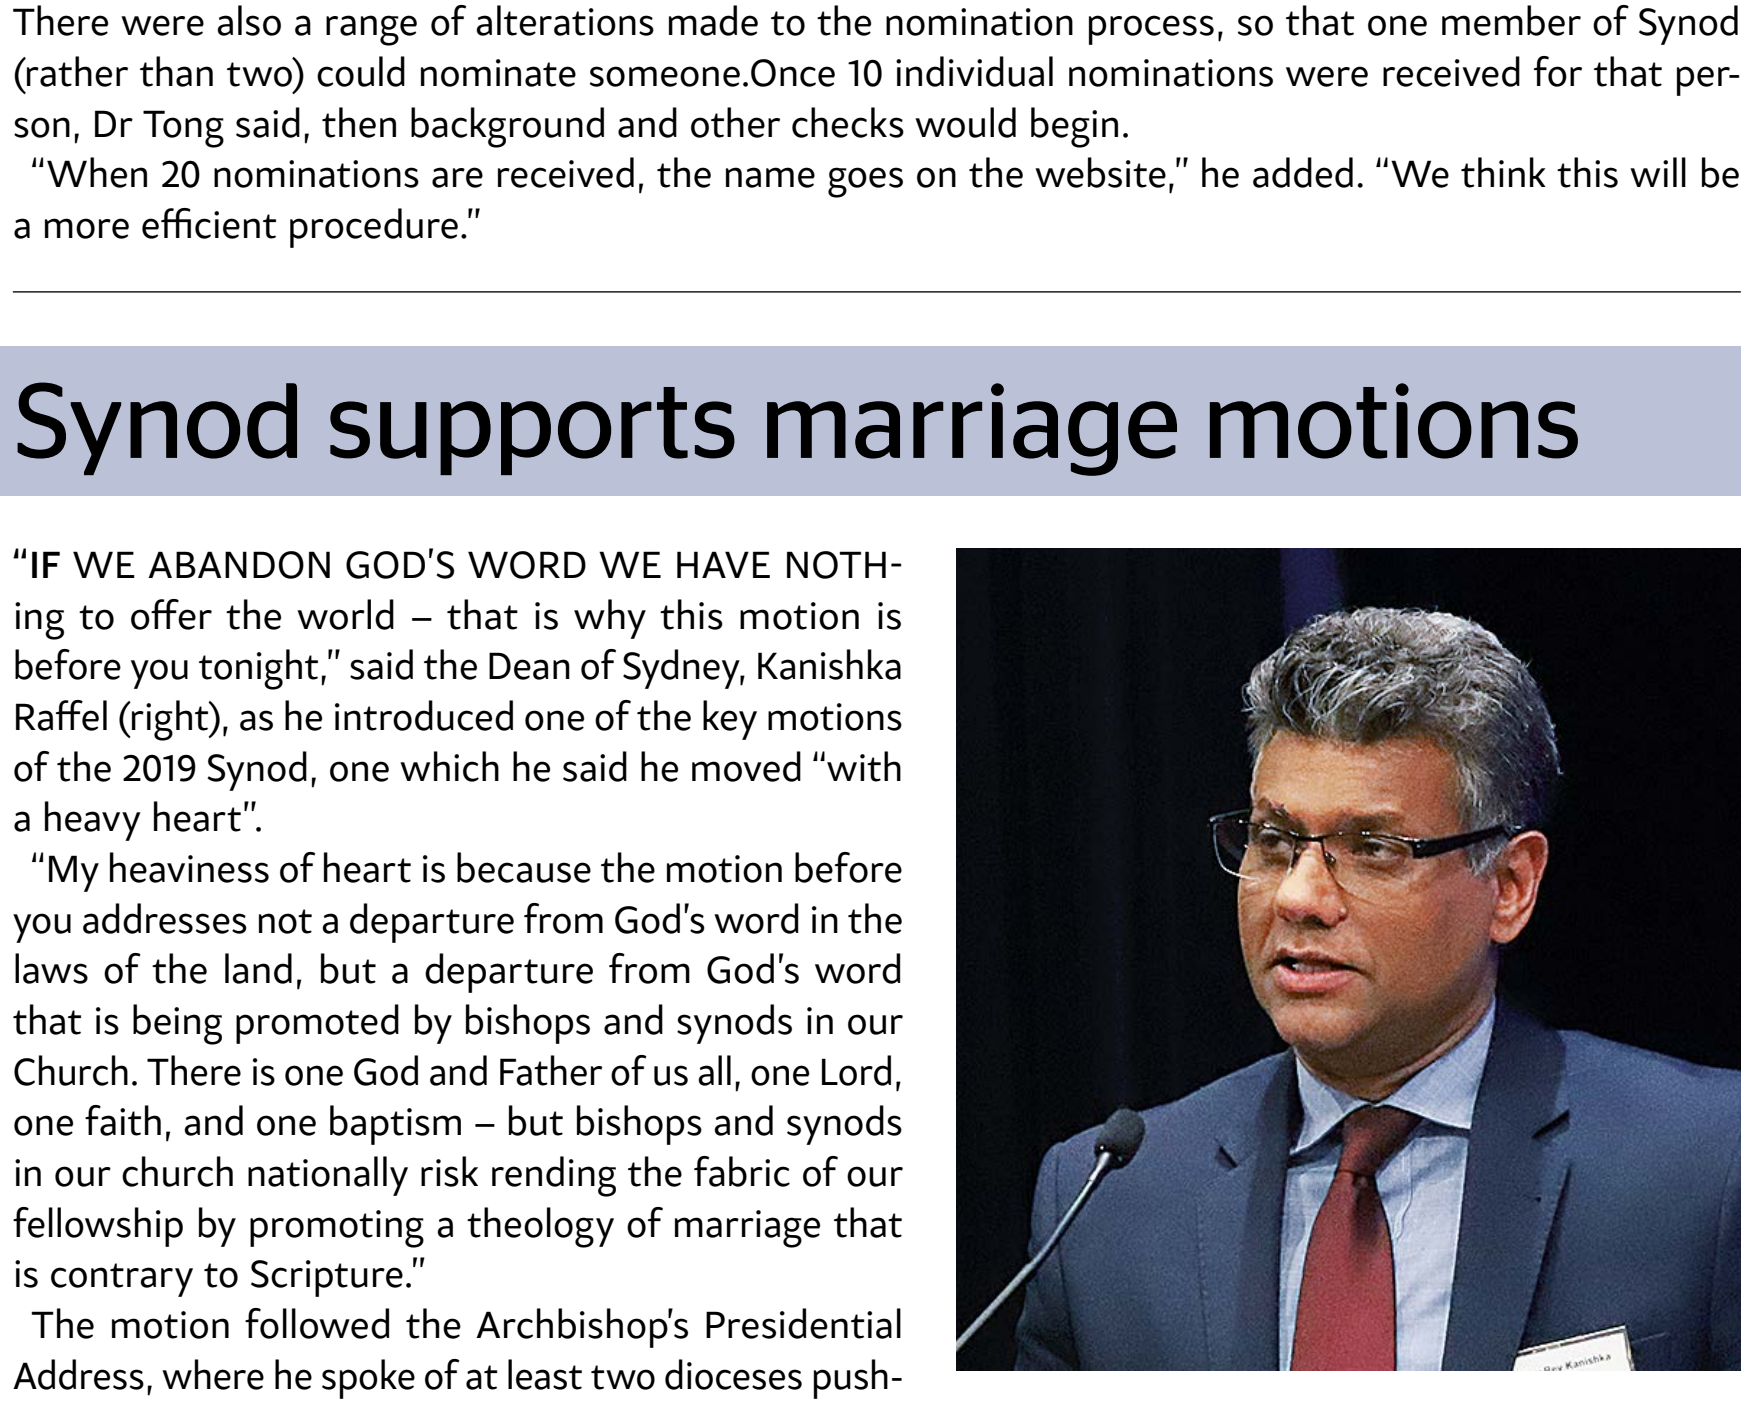 There were also a range of alterations made to the nomination process, so that one member of Synod
(rather than two) could nominate someone.Once 10 individual nominations were received for that per-
son, Dr Tong said, then background and other checks would begin.
“When 20 nominations are received, the name goes on the website,” he added. “We think this will be
a more efficient procedure.”
Synod supports marriage motions
“IF WE ABANDON GOD’S WORD WE HAVE NOTH-
ing to offer the world – that is why this motion is
before you tonight,” said the Dean of Sydney, Kanishka
Raffel (right), as he introduced one of the key motions
of the 2019 Synod, one which he said he moved “with
a heavy heart”.
“My heaviness of heart is because the motion before
you addresses not a departure from God’s word in the
laws of the land, but a departure from God’s word
that is being promoted by bishops and synods in our
Church. There is one God and Father of us all, one Lord,
one faith, and one baptism – but bishops and synods
in our church nationally risk rending the fabric of our
fellowship by promoting a theology of marriage that
is contrary to Scripture.”
The motion followed the Archbishop’s Presidential
Address, where he spoke of at least two dioceses push-
Rev Kanishka